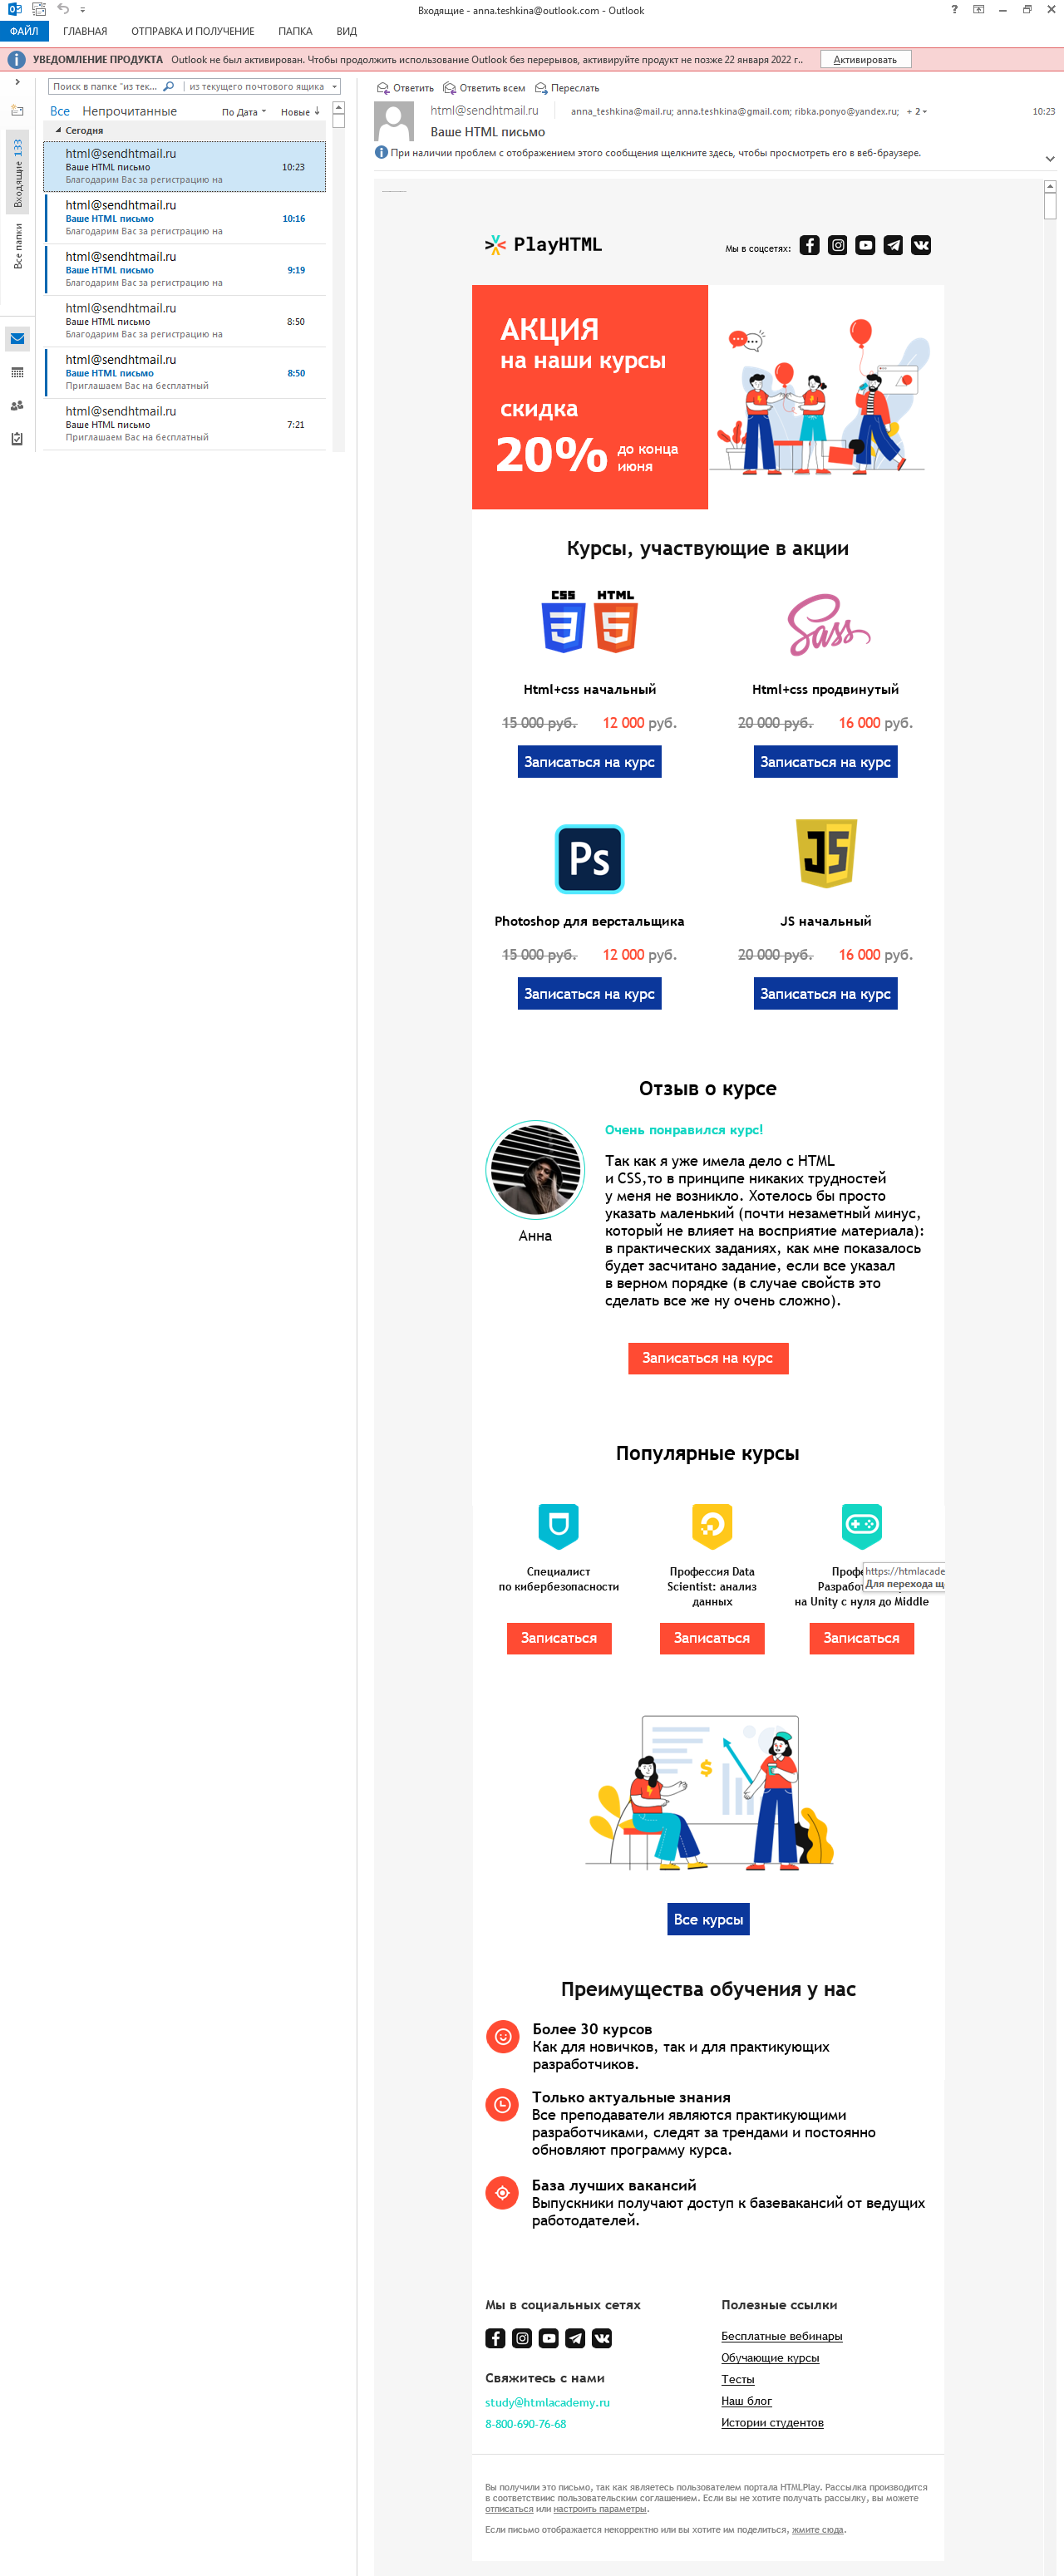 Входящие - anna.teshkina@outlook.com - Outlook
ФАЙЛ ГЛАВНАЯ ОТПРАВКА И ПОЛУЧЕНИЕ ПАПКА ВИД
УВЕДОМЛЕНИЕ ПРОДУКТА Outlook не был активирован. Чтобы продолжить использование Outlook без перерывов, активируйте продукт не позже 22 января 2022 г.. Активировать
Поиск в папке "из тек... из текущего почтового ящика
Все Непрочитанные По Дата Новые
Сегодня
html@sendhtmail.ru
Ваше HTML письмо 10:23
Благодарим Вас за регистрацию на
html@sendhtmail.ru
Ваше HTML письмо 10:16
Благодарим Вас за регистрацию на
html@sendhtmail.ru
Ваше HTML письмо 9:19
Благодарим Вас за регистрацию на
html@sendhtmail.ru
Ваше HTML письмо 8:50
Благодарим Вас за регистрацию на
html@sendhtmail.ru
Ваше HTML письмо 8:50
Приглашаем Вас на бесплатный
html@sendhtmail.ru
Ваше HTML письмо 7:21
Приглашаем Вас на бесплатный
Входящие 133
Все папки
Ответить Ответить всем Переслать
html@sendhtmail.ru anna_teshkina@mail.ru; anna.teshkina@gmail.com; ribka.ponyo@yandex.ru; + 2 10:23
Ваше HTML письмо
При наличии проблем с отображением этого сообщения щелкните здесь, чтобы просмотреть его в веб-браузере.
PlayHTML Мы в соцсетях:
АКЦИЯ
на наши курсы
скидка
20% до конца
июня
Курсы, участвующие в акции
CSS HTML
Sass
Html+css начальный
15 000 руб. 12 000 руб.
Записаться на курс
Html+css продвинутый
20 000 руб. 16 000 руб.
Записаться на курс
Ps
JS
Photoshop для верстальщика
15 000 руб. 12 000 руб.
Записаться на курс
JS начальный
20 000 руб. 16 000 руб.
Записаться на курс
Отзыв о курсе
Анна
Очень понравился курс!
Так как я уже имела дело с HTML
и CSS,то в принципе никаких трудностей
у меня не возникло. Хотелось бы просто
указать маленький (почти незаметный минус,
который не влияет на восприятие материала):
в практических заданиях, как мне показалось
будет засчитано задание, если все указал
в верном порядке (в случае свойств это
сделать все же ну очень сложно).
Записаться на курс
Популярные курсы
Специалист
по кибербезопасности
Записаться
Профессия Data
Scientist: анализ
данных
Записаться
Профе
Разработ
на Unity с нуля до Middle
https://htmlacade
Для перехода щ
Записаться
Все курсы
Преимущества обучения у нас
Более 30 курсов
Как для новичков, так и для практикующих
разработчиков.
Только актуальные знания
Все преподаватели являются практикующими
разработчиками, следят за трендами и постоянно
обновляют программу курса.
База лучших вакансий
Выпускники получают доступ к базевакансий от ведущих
работодателей.
Мы в социальных сетях
Свяжитесь с нами
study@htmlacademy.ru
8-800-690-76-68
Полезные ссылки
Бесплатные вебинары
Обучающие курсы
Тесты
Наш блог
Истории студентов
Вы получили это письмо, так как являетесь пользователем портала HTMLPlay. Рассылка производится
в соответствиис пользовательским соглашением. Если вы не хотите получать рассылку, вы можете
отписаться или настроить параметры.
Если письмо отображается некорректно или вы хотите им поделиться, жмите сюда.